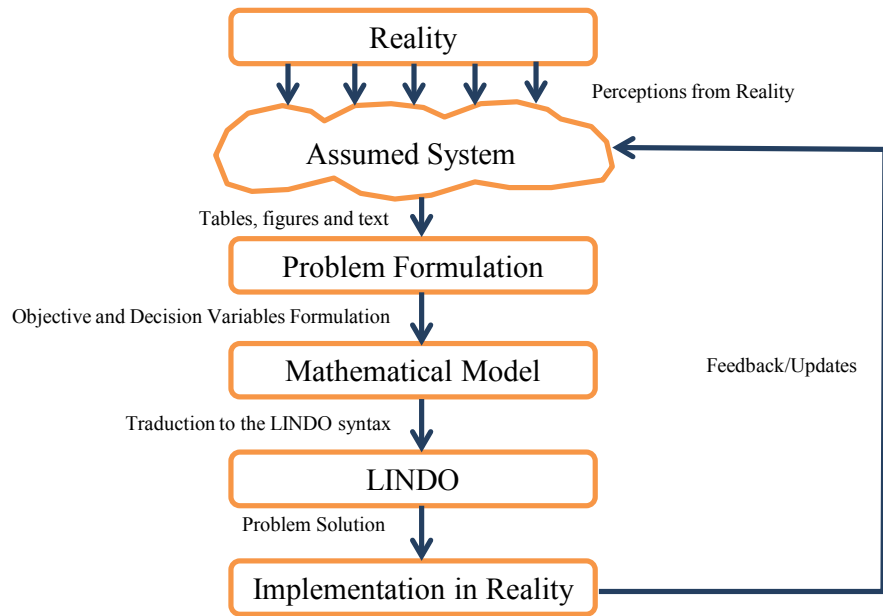 Reality
Perceptions from Reality
Assumed System
Tables, figures and text
Problem Formulation
Objective and Decision Variables Formulation
Mathematical Model
Feedback/Updates
Traduction to the LINDO syntax
LINDO
Problem Solution
Implementation in Reality